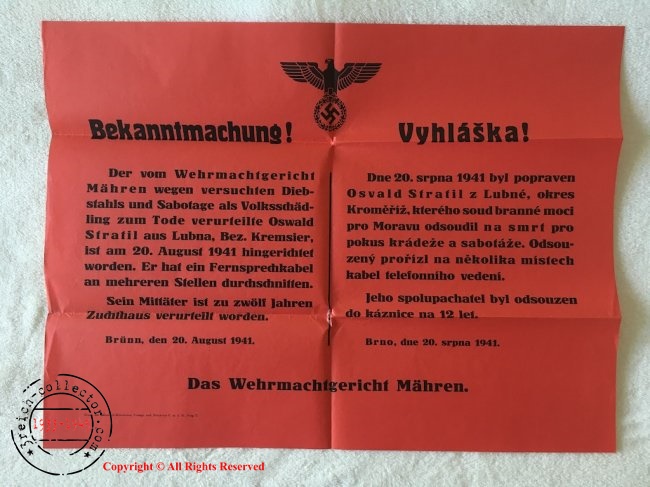 Bekanntmachung!
Der vom Wehrmachtgericht
Mähren wegen versuchten Dieb-
stahls und Sabotage als Volksschäd-
ling zum Tode verurteilte Oswald
Stratil aus Lubna, Bez. Kremsier,
ist am 20. August 1941 hingerichtet
worden. Er hat ein Fernsprechkabel
an mehreren Stellen durchschnitten.
Sein Mittäter ist zu zwölf Jahren
Zuchthaus verurteilt worden.
Brünn, den 20. August 1941.
Vyhláška!
Dne 20. srpna 1941 byl popraven
Osvald Stratil z Lubné, okres
Kroměříž, kterého soud branné moci
pro Moravu odsoudil na smrt pro
pokus krádeže a sabotáže. Odsou-
zený prořízl na několika místech
kabel telefonního vedení.
Jeho spolupachatel byl odsouzen
do káznice na 12 let.
Brno, dne 20. srpna 1941.
Das Wehrmachtgericht Mähren.
3reich-collector.com
Copyright © All Rights Reserved